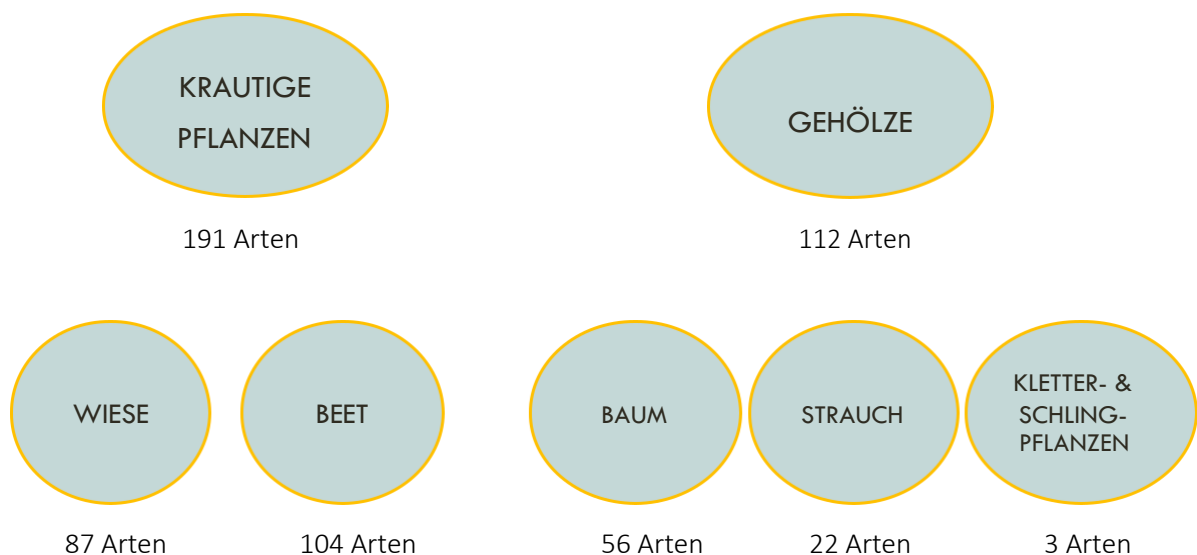 KRAUTIGE
PFLANZEN
GEHÖLZE
191 Arten
112 Arten
WIESE
BEET
BAUM
STRAUCH
KLETTER- &
SCHLING-
PFLANZEN
87 Arten
104 Arten
56 Arten
22 Arten
3 Arten